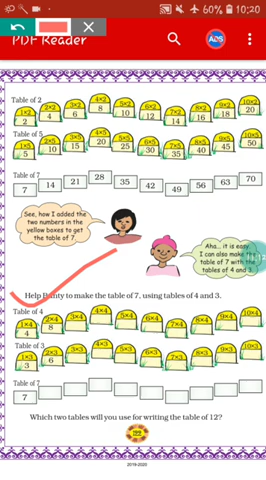 60% 10:20
PDF Reader
Table of 2
1×2 2×2 3×2 4×2 5×2 6×2 7×2 8×2 9×2 10×2
2 4 6 8 10 12 14 16 18 20
Table of 5
1×5 2×5 3×5 4×5 5×5 6×5 7×5 8×5 9×5 10×5
5 10 15 20 25 30 35 40 45 50
Table of 7
7 14 21 28 35 42 49 56 63 70
See, how I added the
two numbers in the
yellow boxes to get
the table of 7.
Aha... it is easy.
I can also make the
table of 7 with the
tables of 4 and 3.
Help Bunty to make the table of 7, using tables of 4 and 3.
Table of 4
1×4 2×4 3×4 4×4 5×4 6×4 7×4 8×4 9×4 10×4
4 8
Table of 3
1×3 2×3 3×3 4×3 5×3 6×3 7×3 8×3 9×3 10×3
3 6
Table of 7
7
Which two tables will you use for writing the table of 12?
2019-2020